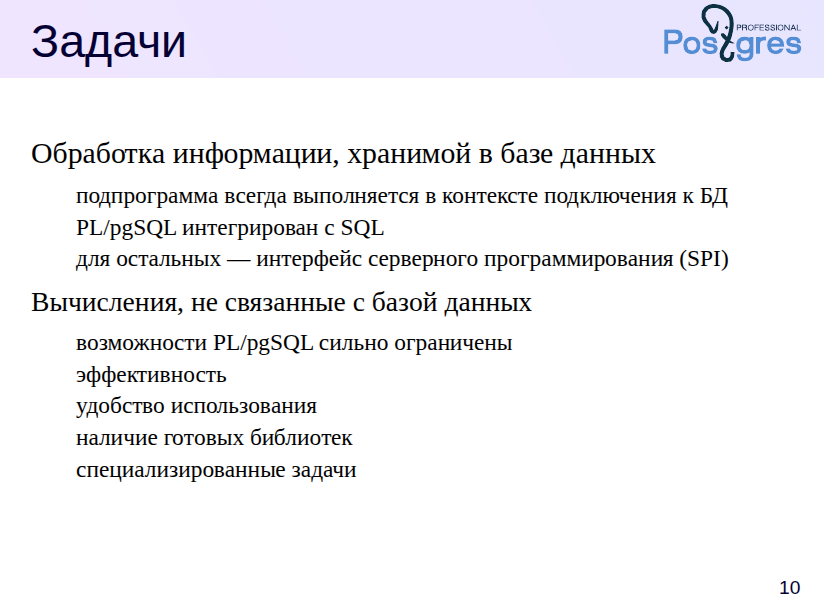 Задачи
PROFESSIONAL
Postgres
Обработка информации, хранимой в базе данных
подпрограмма всегда выполняется в контексте подключения к БД
PL/pgSQL интегрирован с SQL
для остальных — интерфейс серверного программирования (SPI)
Вычисления, не связанные с базой данных
возможности PL/pgSQL сильно ограничены
эффективность
удобство использования
наличие готовых библиотек
специализированные задачи
10